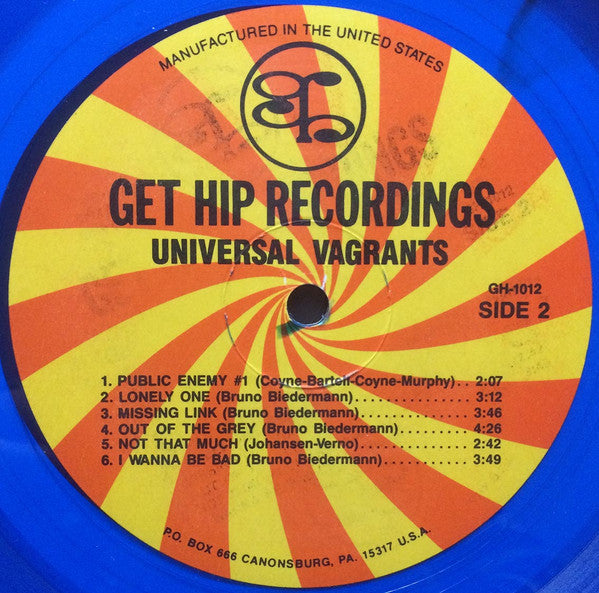 MANUFACTURED IN THE UNITED STATES
GET HIP RECORDINGS
UNIVERSAL VAGRANTS
GH-1012
SIDE 2
1. PUBLIC ENEMY #1 (Coyne-Barteh-Coyne-Murphy).. 2:07
2. LONELY ONE (Bruno Biedermann)............. 3:12
3. MISSING LINK (Bruno Biedermann)............ 3:46
4. OUT OF THE GREY (Bruno Biedermann)........ 4:26
5. NOT THAT MUCH (Johansen-Verno)........... 2:42
6. I WANNA BE BAD (Bruno Biedermann)......... 3:49
P.O. BOX 666 CANONSBURG, PA. 15317 U.S.A.